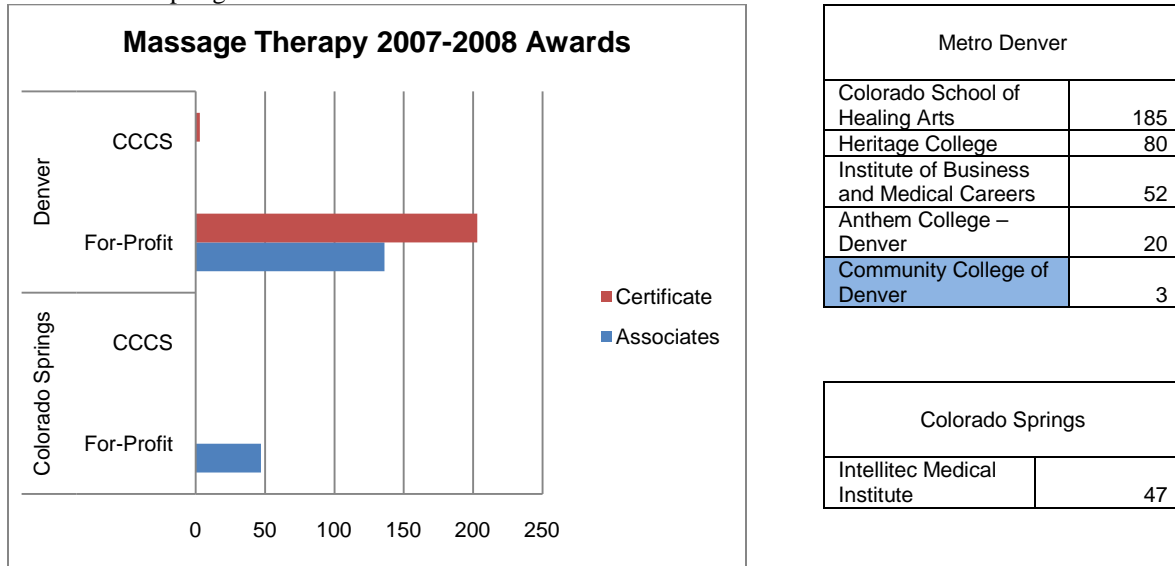 Massage Therapy 2007-2008 Awards
Denver
CCCS
For-Profit
Colorado Springs
CCCS
For-Profit
0 50 100 150 200 250
Certificate
Associates
Metro Denver
Colorado School of
Healing Arts 185
Heritage College 80
Institute of Business
and Medical Careers 52
Anthem College –
Denver 20
Community College of
Denver 3
Colorado Springs
Intellitec Medical
Institute 47